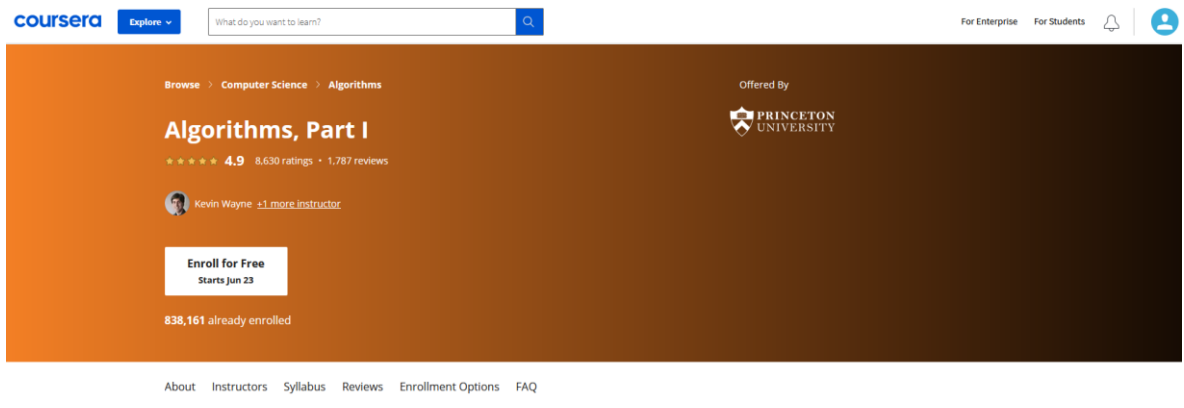 coursera Explore What do you want to learn? For Enterprise For Students
Browse > Computer Science > Algorithms
Offered By
PRINCETON
UNIVERSITY
Algorithms, Part I
4.9 8,630 ratings • 1,787 reviews
Kevin Wayne +1 more instructor
Enroll for Free
Starts Jun 23
838,161 already enrolled
About Instructors Syllabus Reviews Enrollment Options FAQ